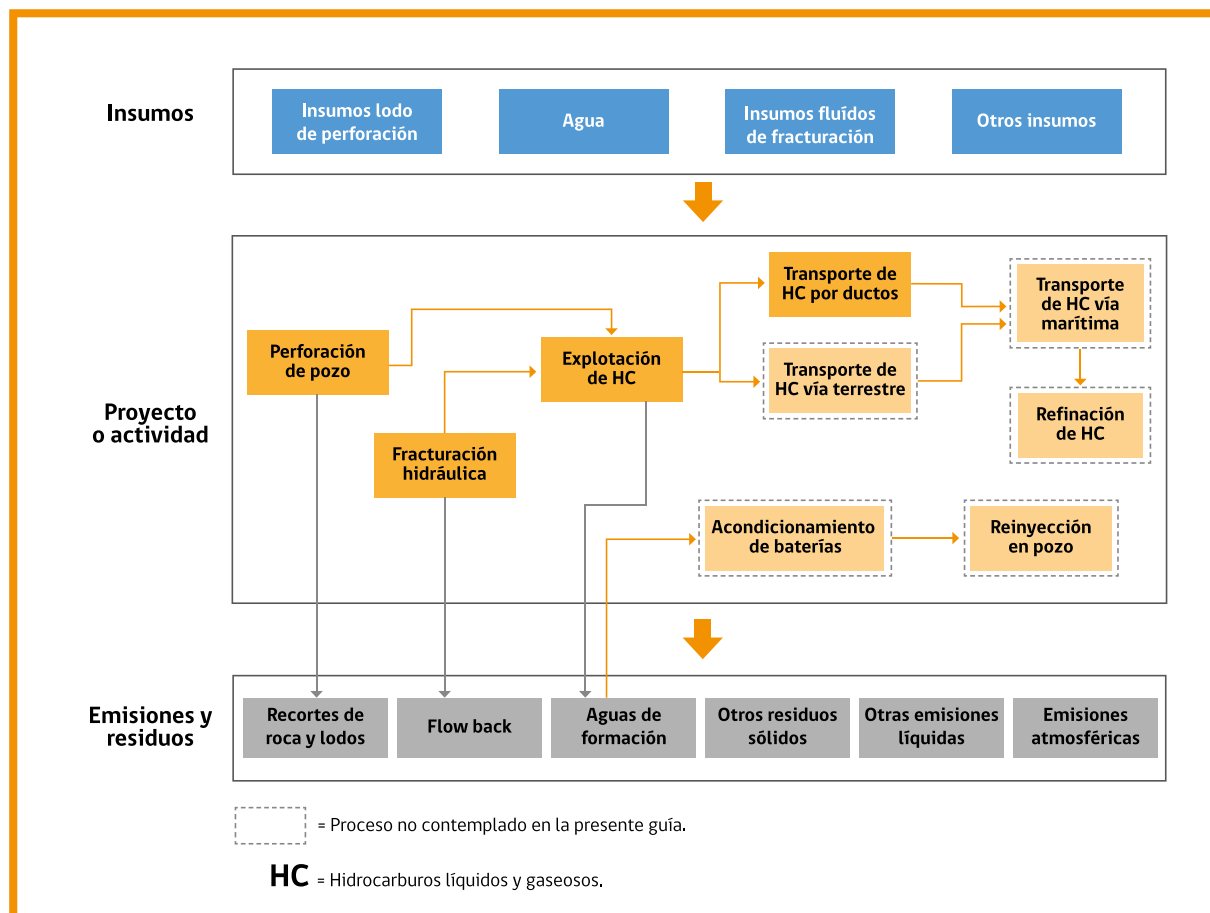 Insumos
Insumos lodo
de perforación
Agua
Insumos fluídos
de fracturación
Otros insumos
Proyecto
o actividad
Perforación
de pozo
Fracturación
hidráulica
Explotación
de HC
Transporte de
HC por ductos
Transporte de
HC vía terrestre
Transporte
de HC vía
marítima
Refinación
de HC
Acondicionamiento
de baterías
Reinyección
en pozo
Emisiones y
residuos
Recortes de
roca y lodos
Flow back
Aguas de
formación
Otros residuos
sólidos
Otras emisiones
líquidas
Emisiones
atmosféricas
= Proceso no contemplado en la presente guía.
HC = Hidrocarburos líquidos y gaseosos.